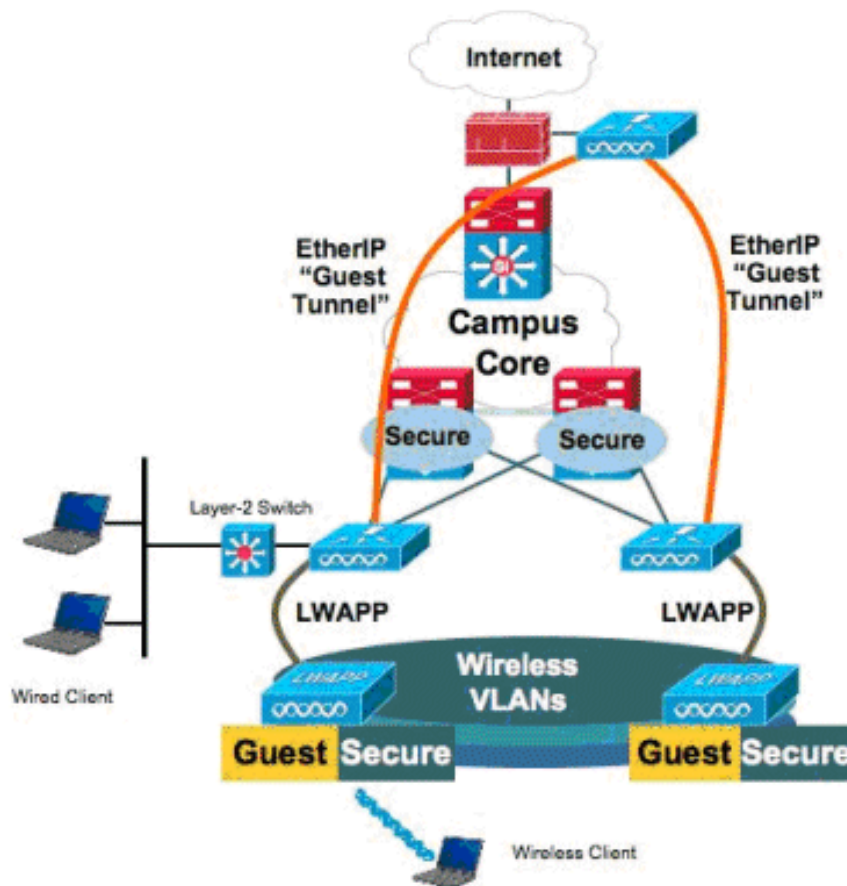 Internet
EtherIP
“Guest
Tunnel”
EtherIP
“Guest
Tunnel”
Campus
Core
Secure
Secure
Layer-2 Switch
LWAPP
LWAPP
Wired Client
Wireless
VLANs
LWAPP
LWAPP
Guest
Secure
Guest
Secure
Wireless Client